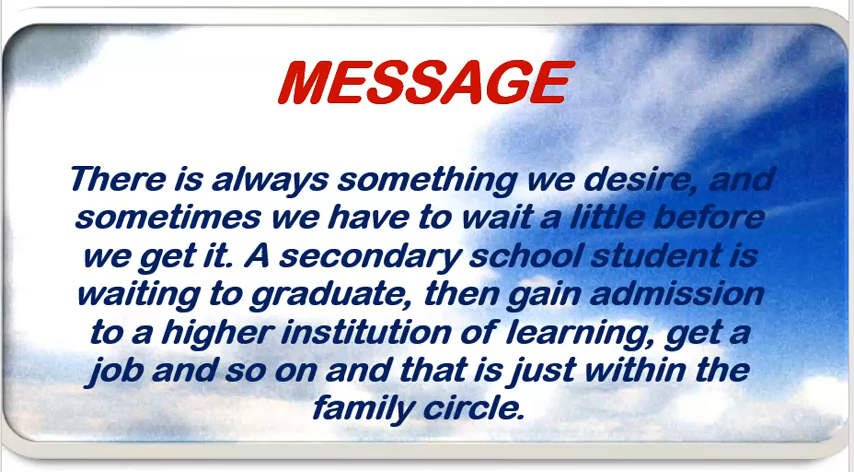 MESSAGE
There is always something we desire, and
sometimes we have to wait a little before
we get it. A secondary school student is
waiting to graduate, then gain admission
to a higher institution of learning, get a
job and so on and that is just within the
family circle.